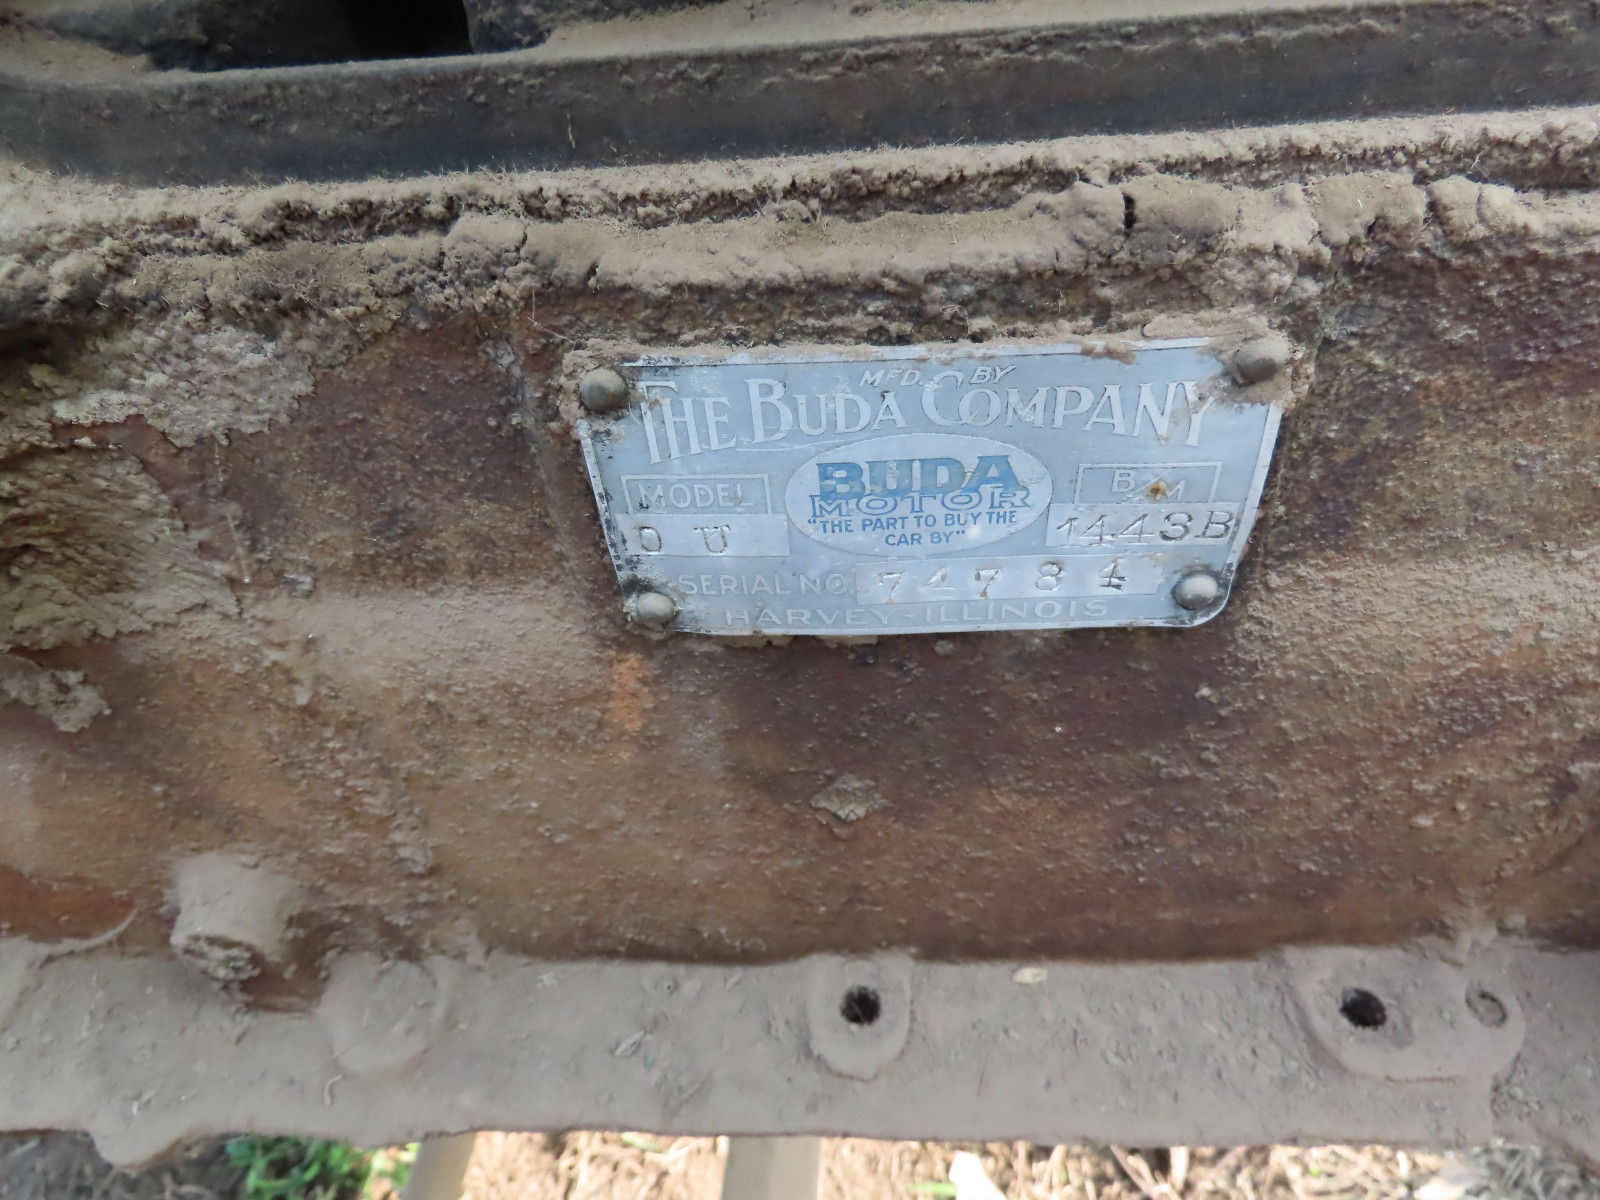 MFD. BY
THE BUDA COMPANY
MODEL
O U
BUDA
MOTOR
"THE PART TO BUY THE
CAR BY"
B/M
1443B
SERIAL NO. 74784
HARVEY-ILLINOIS